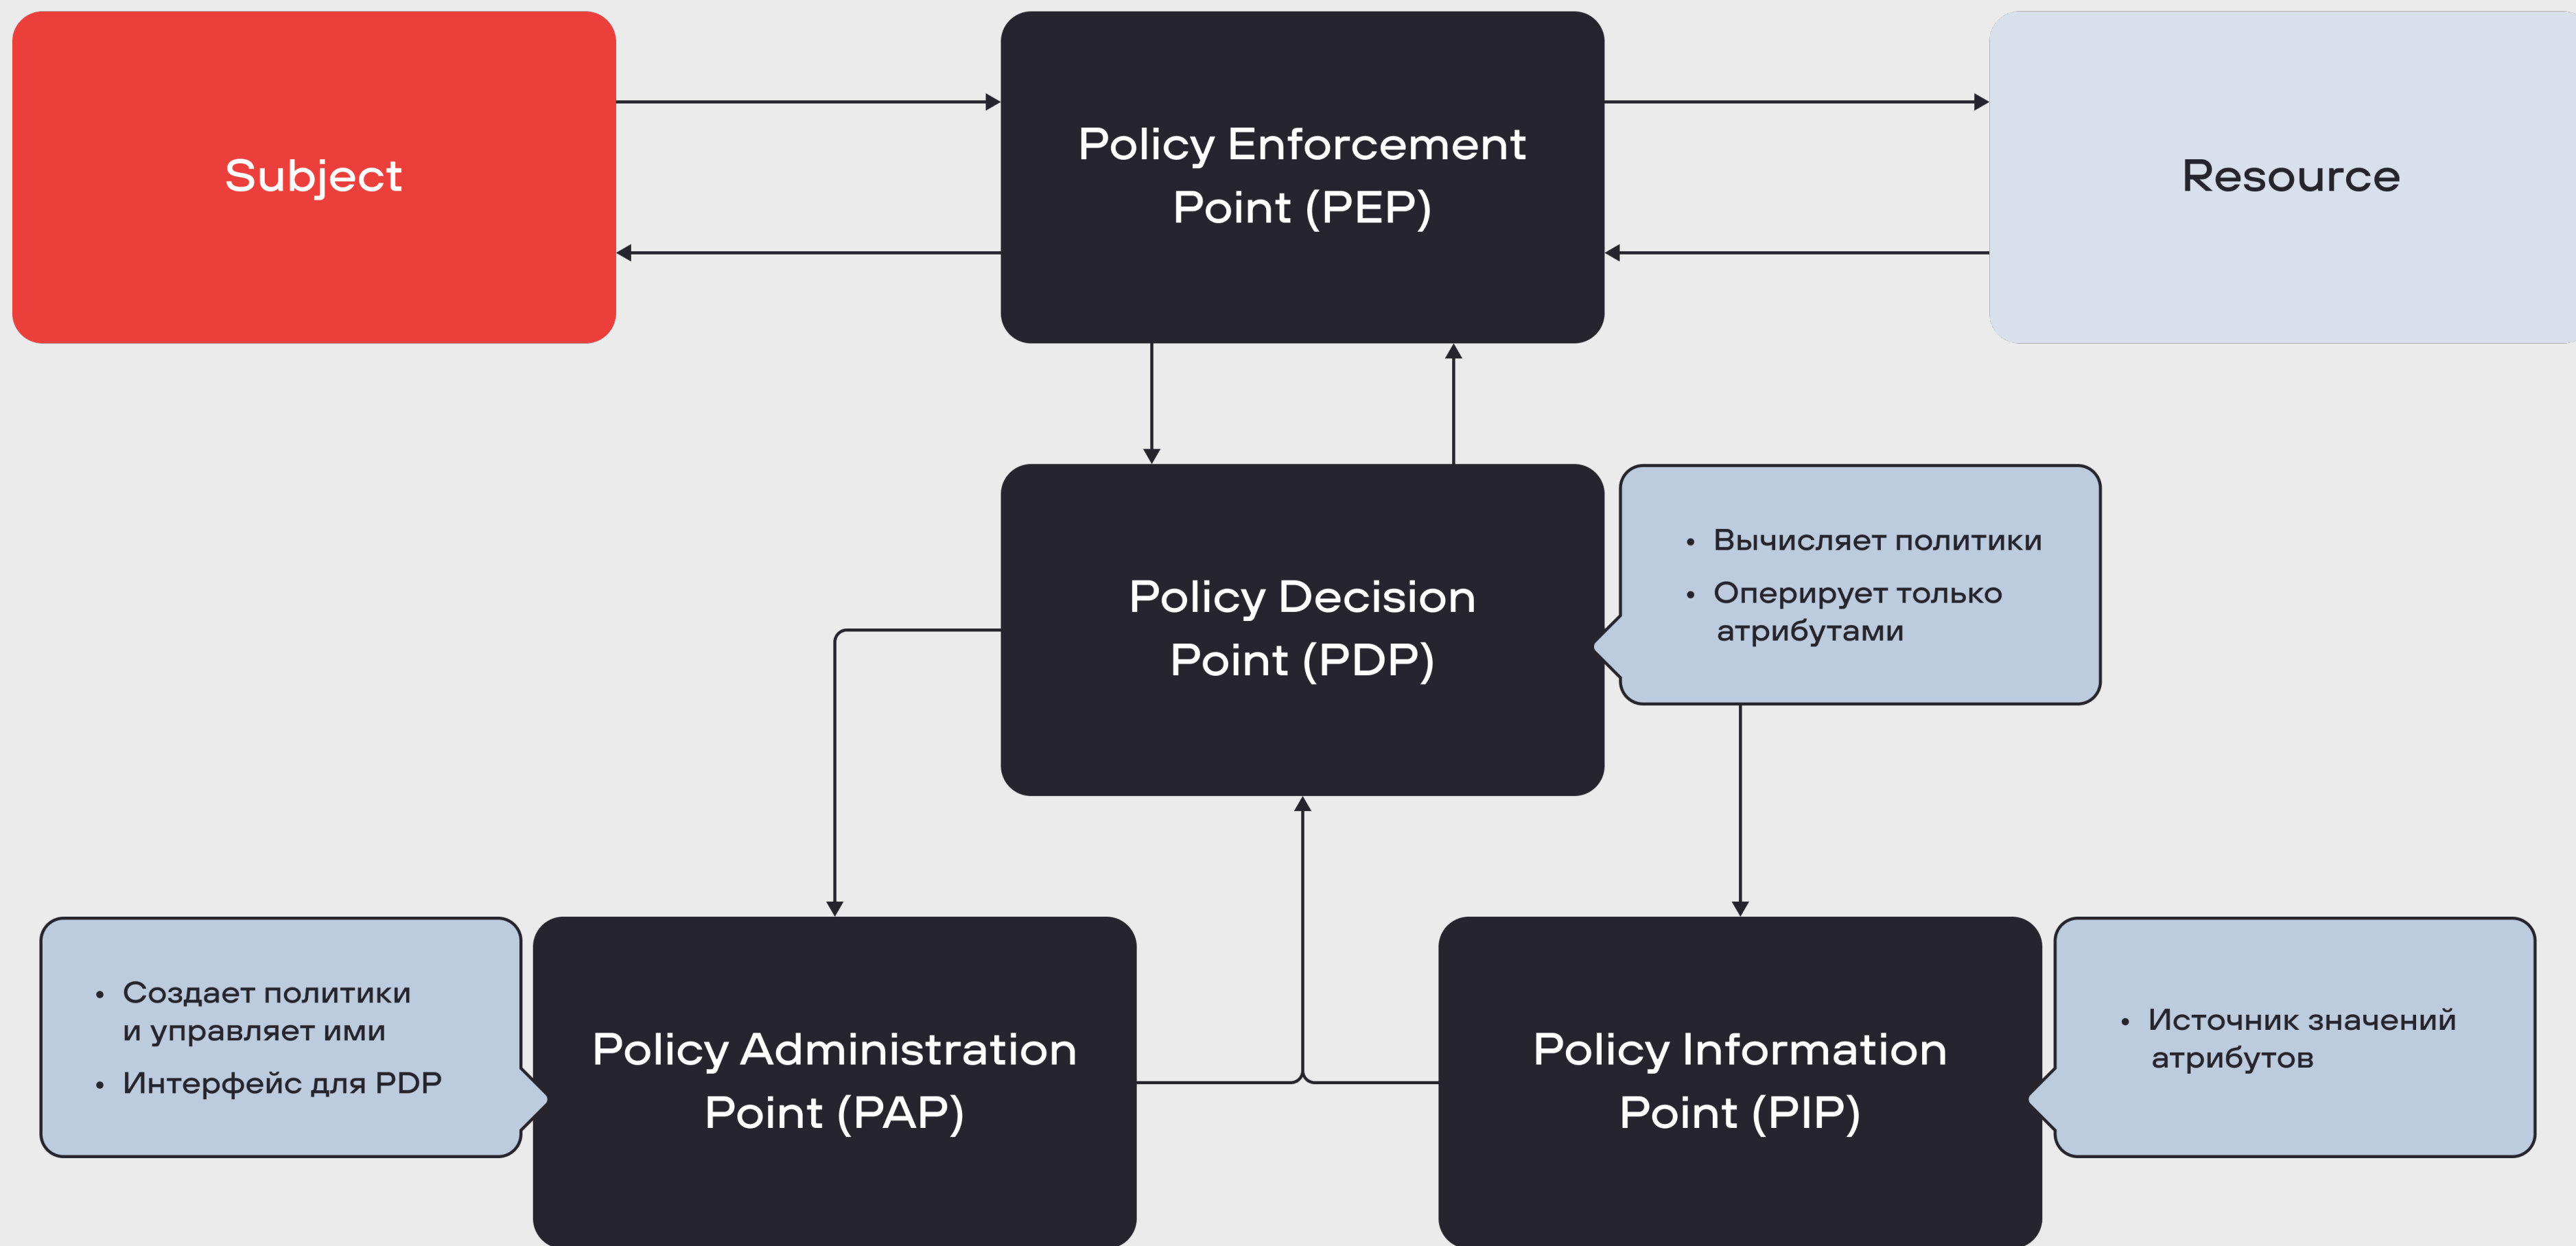 Subject
Policy Enforcement
Point (PEP)
Resource
Policy Decision
Point (PDP)
• Вычисляет политики
• Оперирует только
атрибутами
• Создает политики
и управляет ими
• Интерфейс для PDP
Policy Administration
Point (PAP)
Policy Information
Point (PIP)
• Источник значений
атрибутов